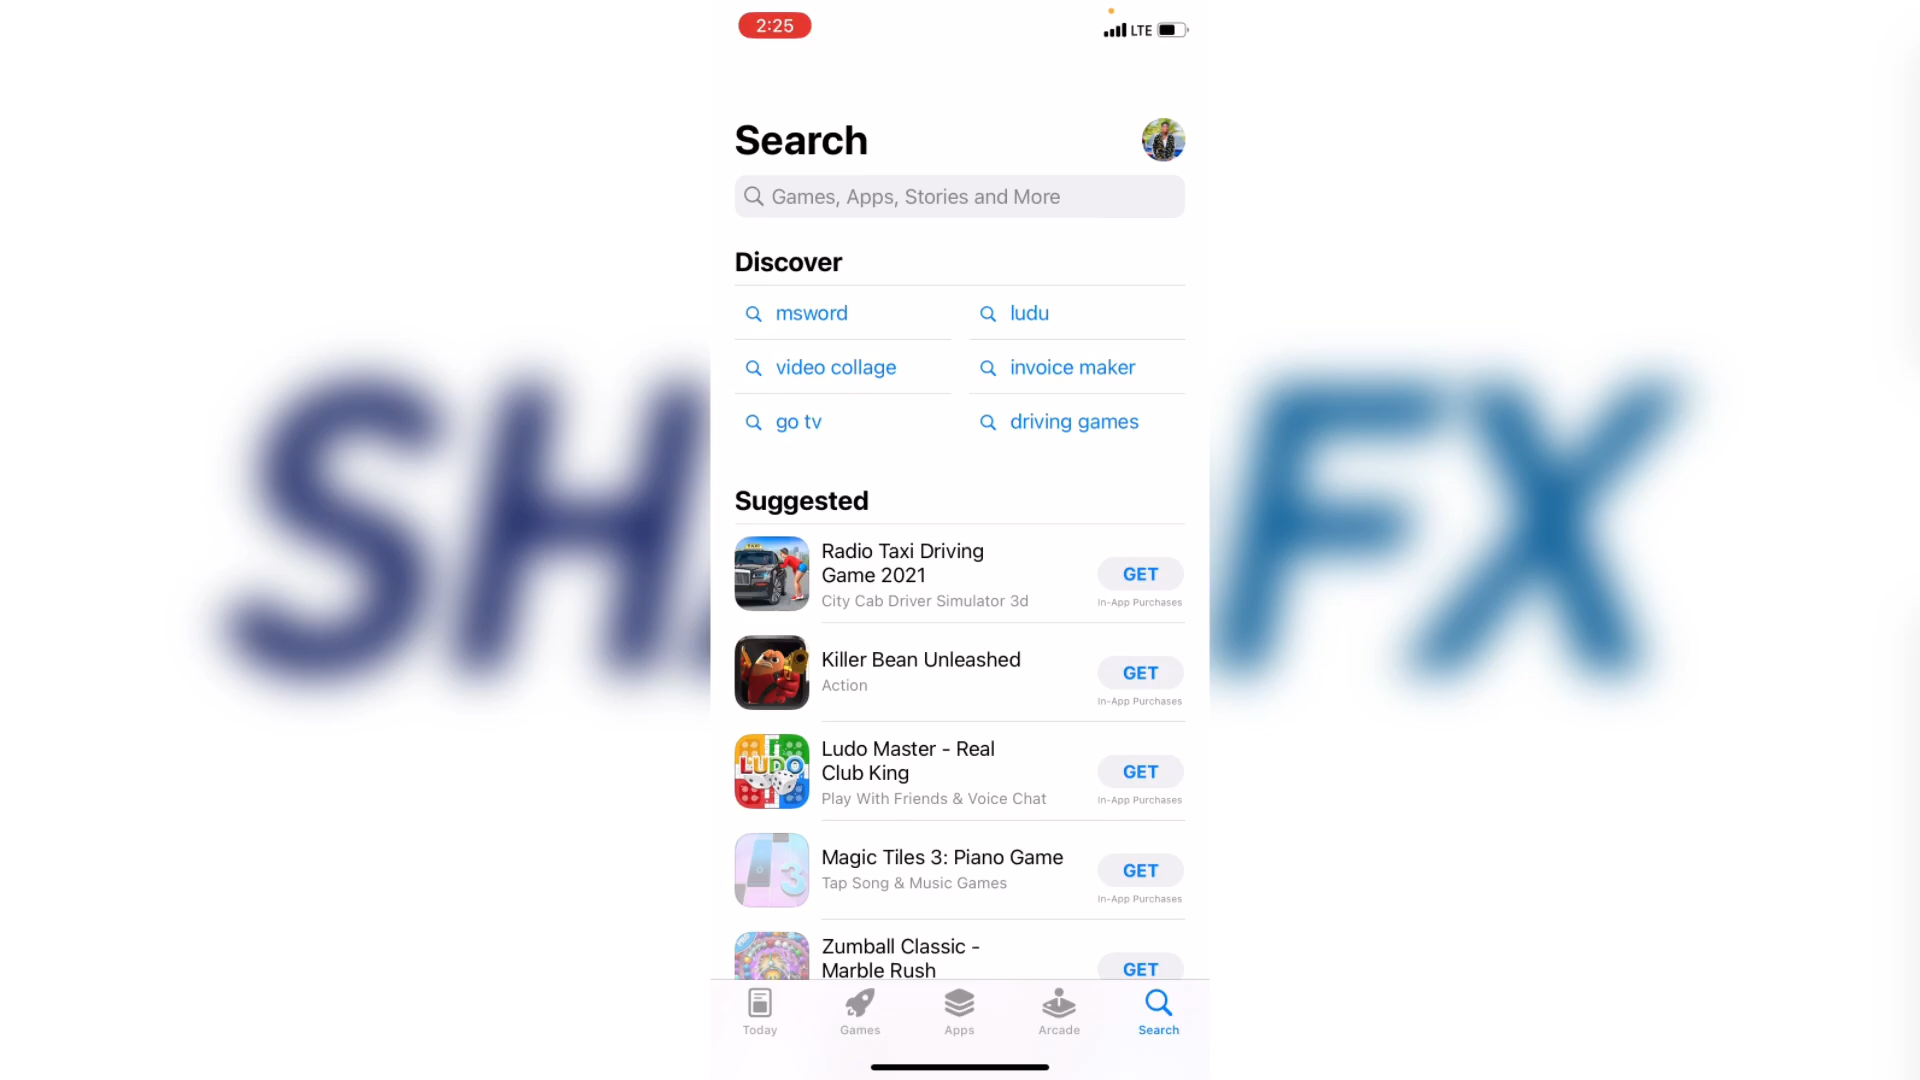 2:25
LTE
Search
Games, Apps, Stories and More
Discover
msword
ludu
video collage
invoice maker
go tv
driving games
Suggested
Radio Taxi Driving
Game 2021
City Cab Driver Simulator 3d
GET
In-App Purchases
Killer Bean Unleashed
Action
GET
In-App Purchases
LUDO
Ludo Master - Real
Club King
Play With Friends & Voice Chat
GET
In-App Purchases
3
Magic Tiles 3: Piano Game
Tap Song & Music Games
GET
In-App Purchases
Zumball Classic -
Marble Rush
GET
Today
Games
Apps
Arcade
Search
SH
FX